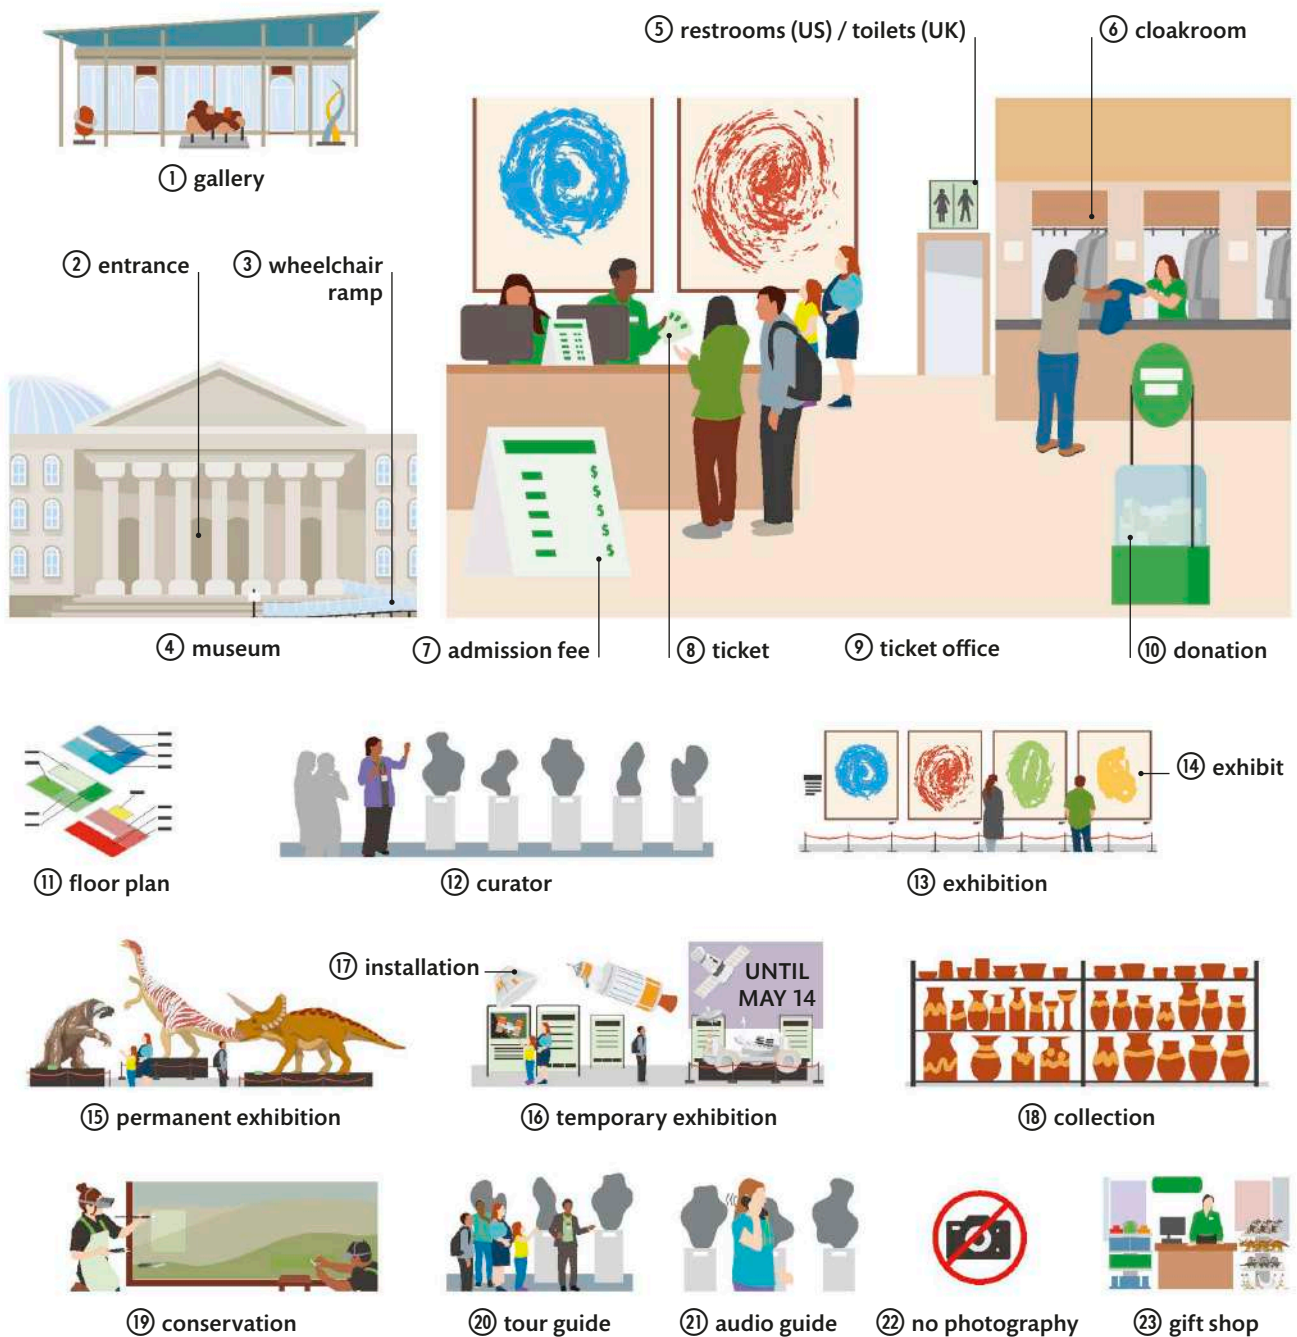 ① gallery
② entrance
③ wheelchair
ramp
④ museum
⑤ restrooms (US) / toilets (UK)
⑥ cloakroom
$
$
$
$
$
⑦ admission fee
⑧ ticket
⑨ ticket office
⑩ donation
⑪ floor plan
⑫ curator
⑬ exhibition
⑭ exhibit
⑮ permanent exhibition
⑯ temporary exhibition
⑰ installation
UNTIL
MAY 14
⑱ collection
⑲ conservation
⑳ tour guide
㉑ audio guide
㉒ no photography
㉓ gift shop